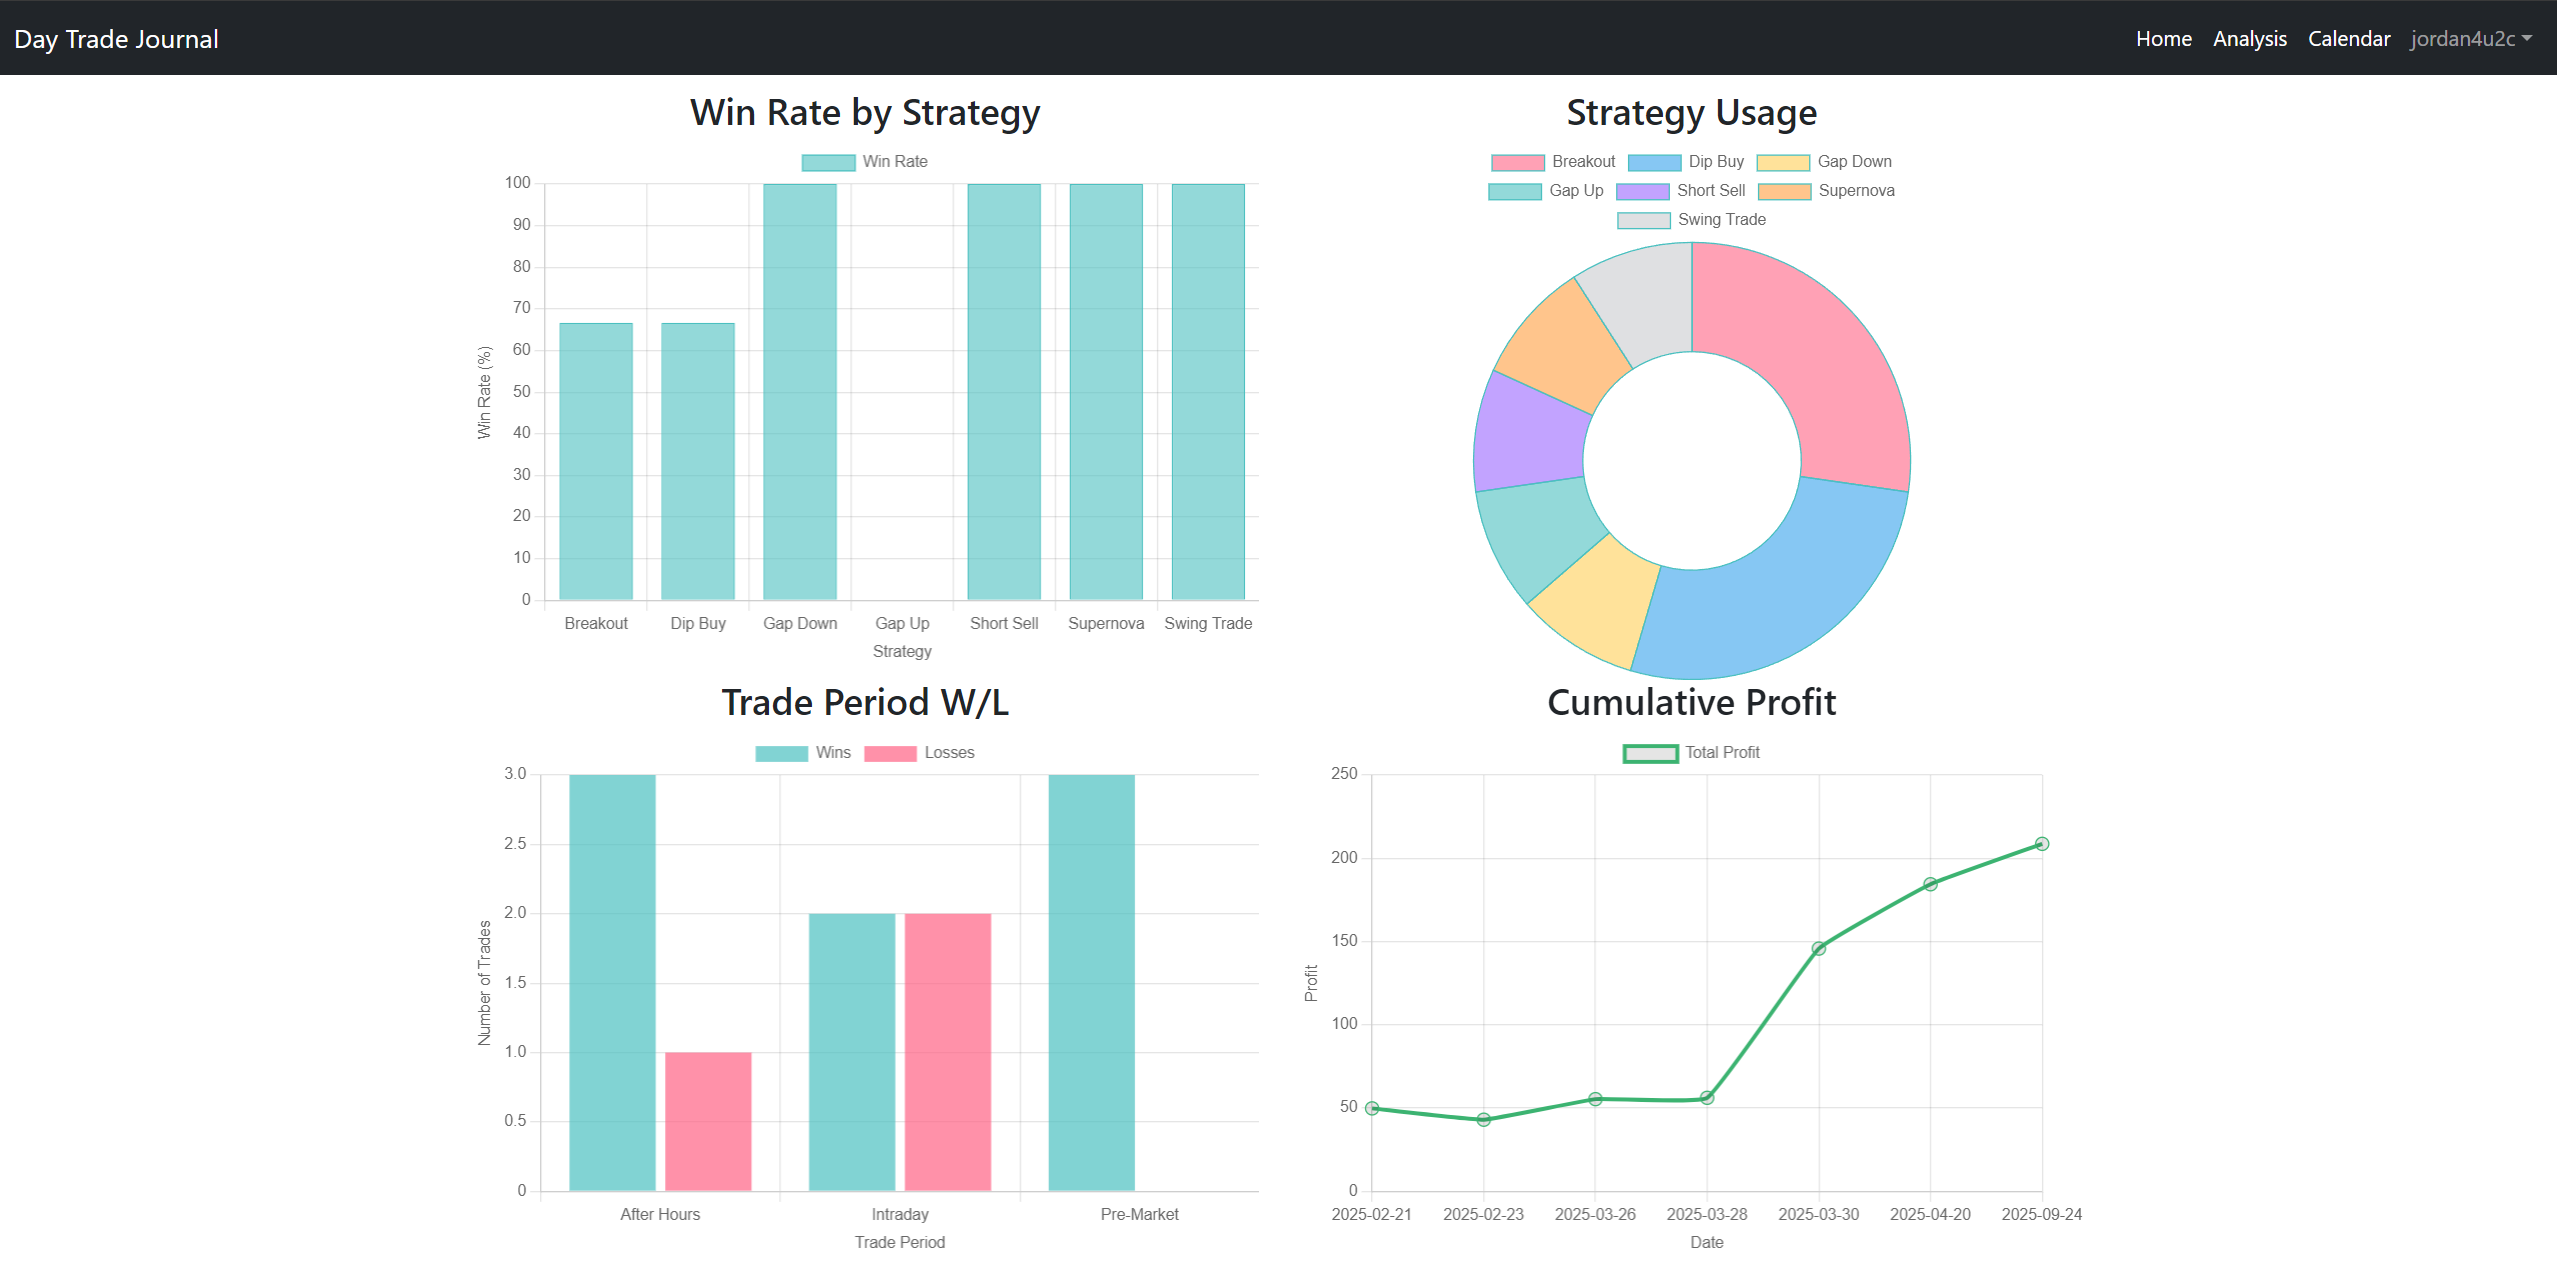 Day Trade Journal
Home Analysis Calendar jordan4u2c
Win Rate by Strategy
Win Rate
100
90
80
70
60
50
40
30
20
10
0
Win Rate (%)
Breakout Dip Buy Gap Down Gap Up Short Sell Supernova Swing Trade
Strategy
Strategy Usage
Breakout Dip Buy Gap Down
Gap Up Short Sell Supernova
Swing Trade
Trade Period W/L
Wins Losses
3.0
2.5
2.0
1.5
1.0
0.5
0
Number of Trades
After Hours Intraday Pre-Market
Trade Period
Cumulative Profit
Total Profit
250
200
150
100
50
0
Profit
2025-02-21 2025-02-23 2025-03-26 2025-03-28 2025-03-30 2025-04-20 2025-09-24
Date